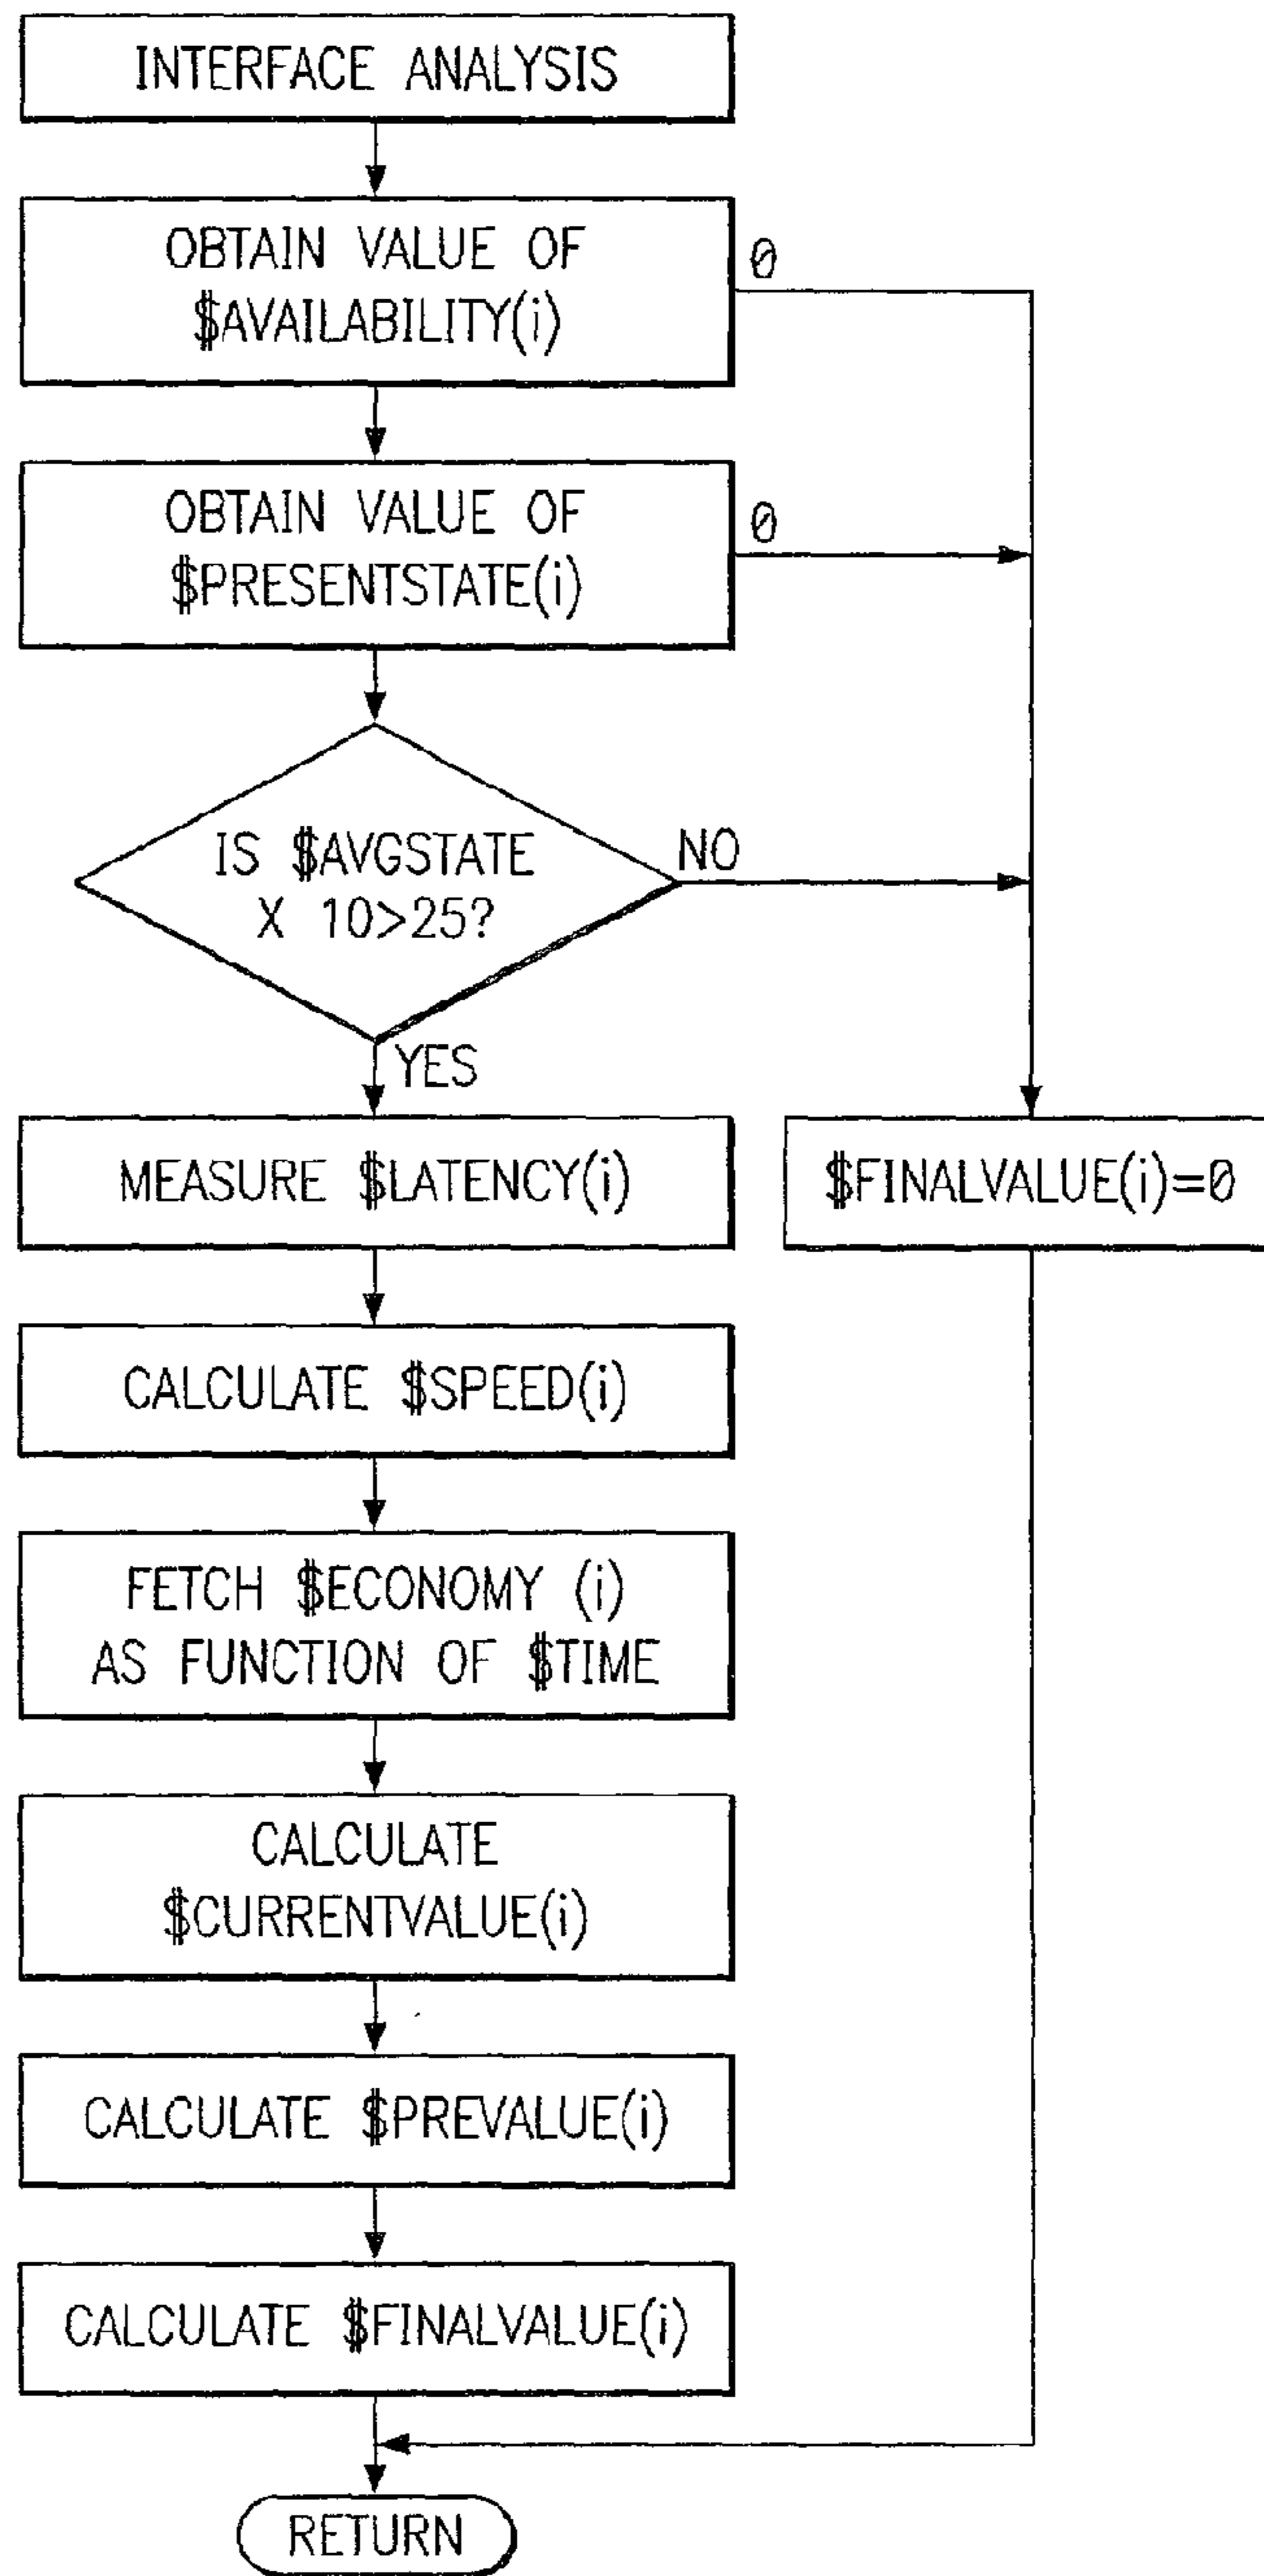 INTERFACE ANALYSIS
OBTAIN VALUE OF
$AVAILABILITY(i)
0
OBTAIN VALUE OF
$PRESENTSTATE(i)
0
IS $AVGSTATE
X 10>25?
NO
YES
MEASURE $LATENCY(i)
$FINALVALUE(i)=0
CALCULATE $SPEED(i)
FETCH $ECONOMY (i)
AS FUNCTION OF $TIME
CALCULATE
$CURRENTVALUE(i)
CALCULATE $PREVALUE(i)
CALCULATE $FINALVALUE(i)
RETURN